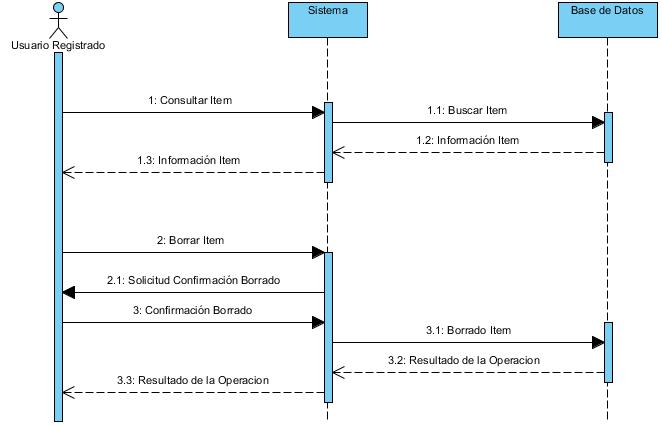 Sistema
Base de Datos
Usuario Registrado
1: Consultar Item
1.1: Buscar Item
1.2: Información Item
1.3: Información Item
2: Borrar Item
2.1: Solicitud Confirmación Borrado
3: Confirmación Borrado
3.1: Borrado Item
3.2: Resultado de la Operacion
3.3: Resultado de la Operacion